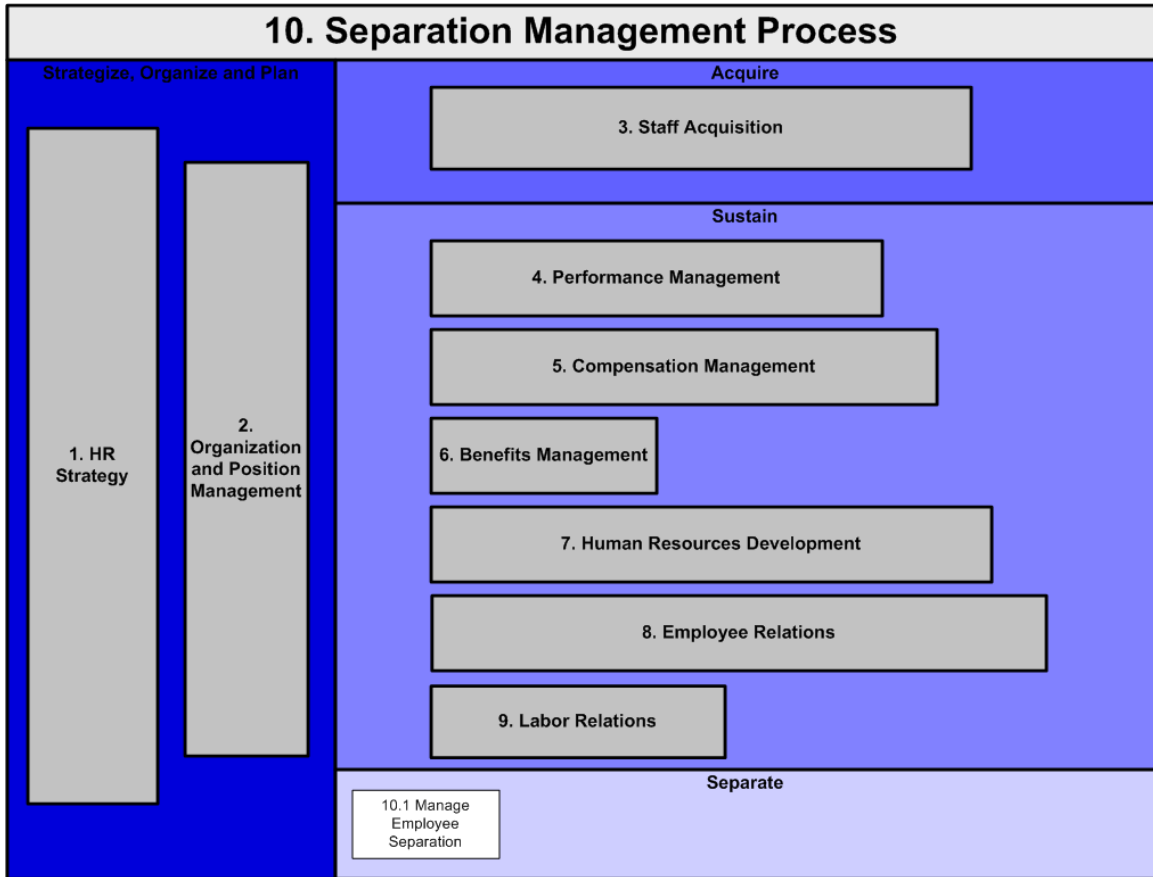 10. Separation Management Process
Strategize, Organize and Plan
1. HR
Strategy
2.
Organization
and Position
Management
Acquire
3. Staff Acquisition
Sustain
4. Performance Management
5. Compensation Management
6. Benefits Management
7. Human Resources Development
8. Employee Relations
9. Labor Relations
Separate
10.1 Manage
Employee
Separation